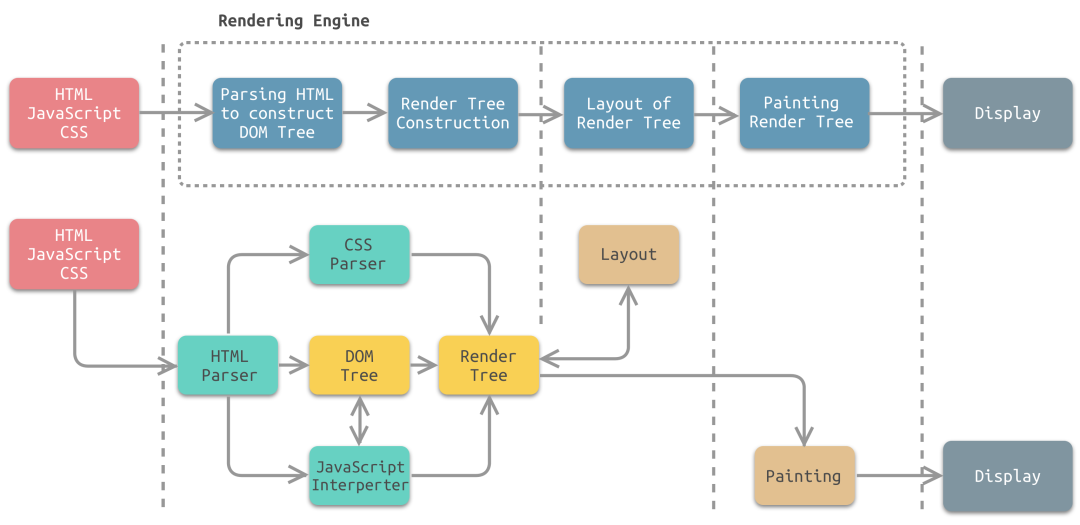 Rendering Engine
HTML
JavaScript
CSS
Parsing HTML
to construct
DOM Tree
Render Tree
Construction
Layout of
Render Tree
Painting
Render Tree
Display
HTML
JavaScript
CSS
CSS
Parser
Layout
HTML
Parser
DOM
Tree
Render
Tree
JavaScript
Interperter
Painting
Display